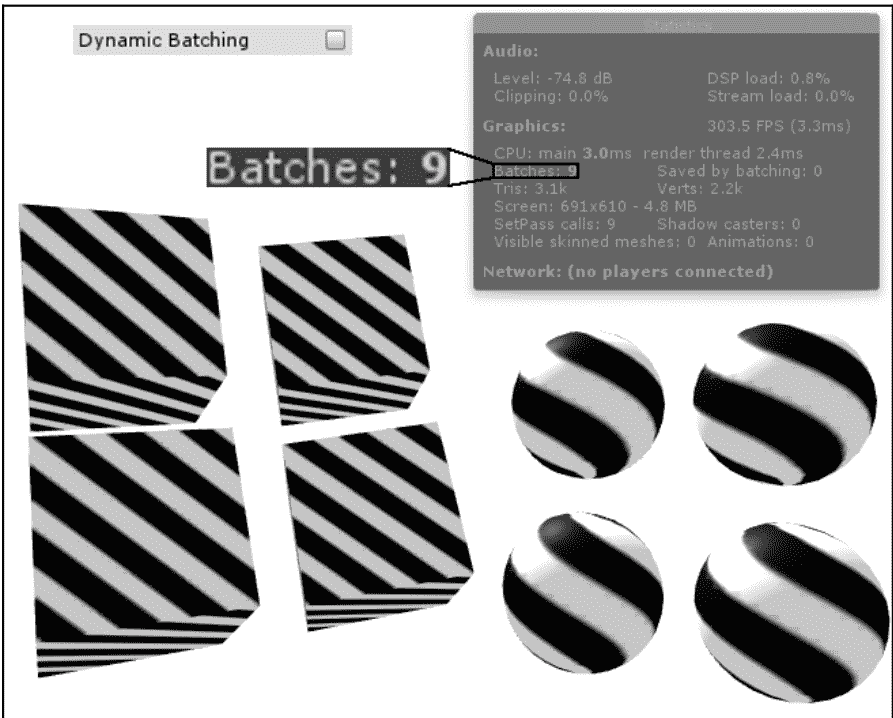 Dynamic Batching
Statistics
Audio:
Level: -74.8 dB DSP load: 0.8%
Clipping: 0.0% Stream load: 0.0%
Graphics: 303.5 FPS (3.3ms)
CPU: main 3.0ms render thread 2.4ms
Batches: 9
Batches: 9 Saved by batching: 0
Tris: 3.1k Verts: 2.2k
Screen: 691x610 - 4.8 MB
SetPass calls: 9 Shadow casters: 0
Visible skinned meshes: 0 Animations: 0
Network: (no players connected)